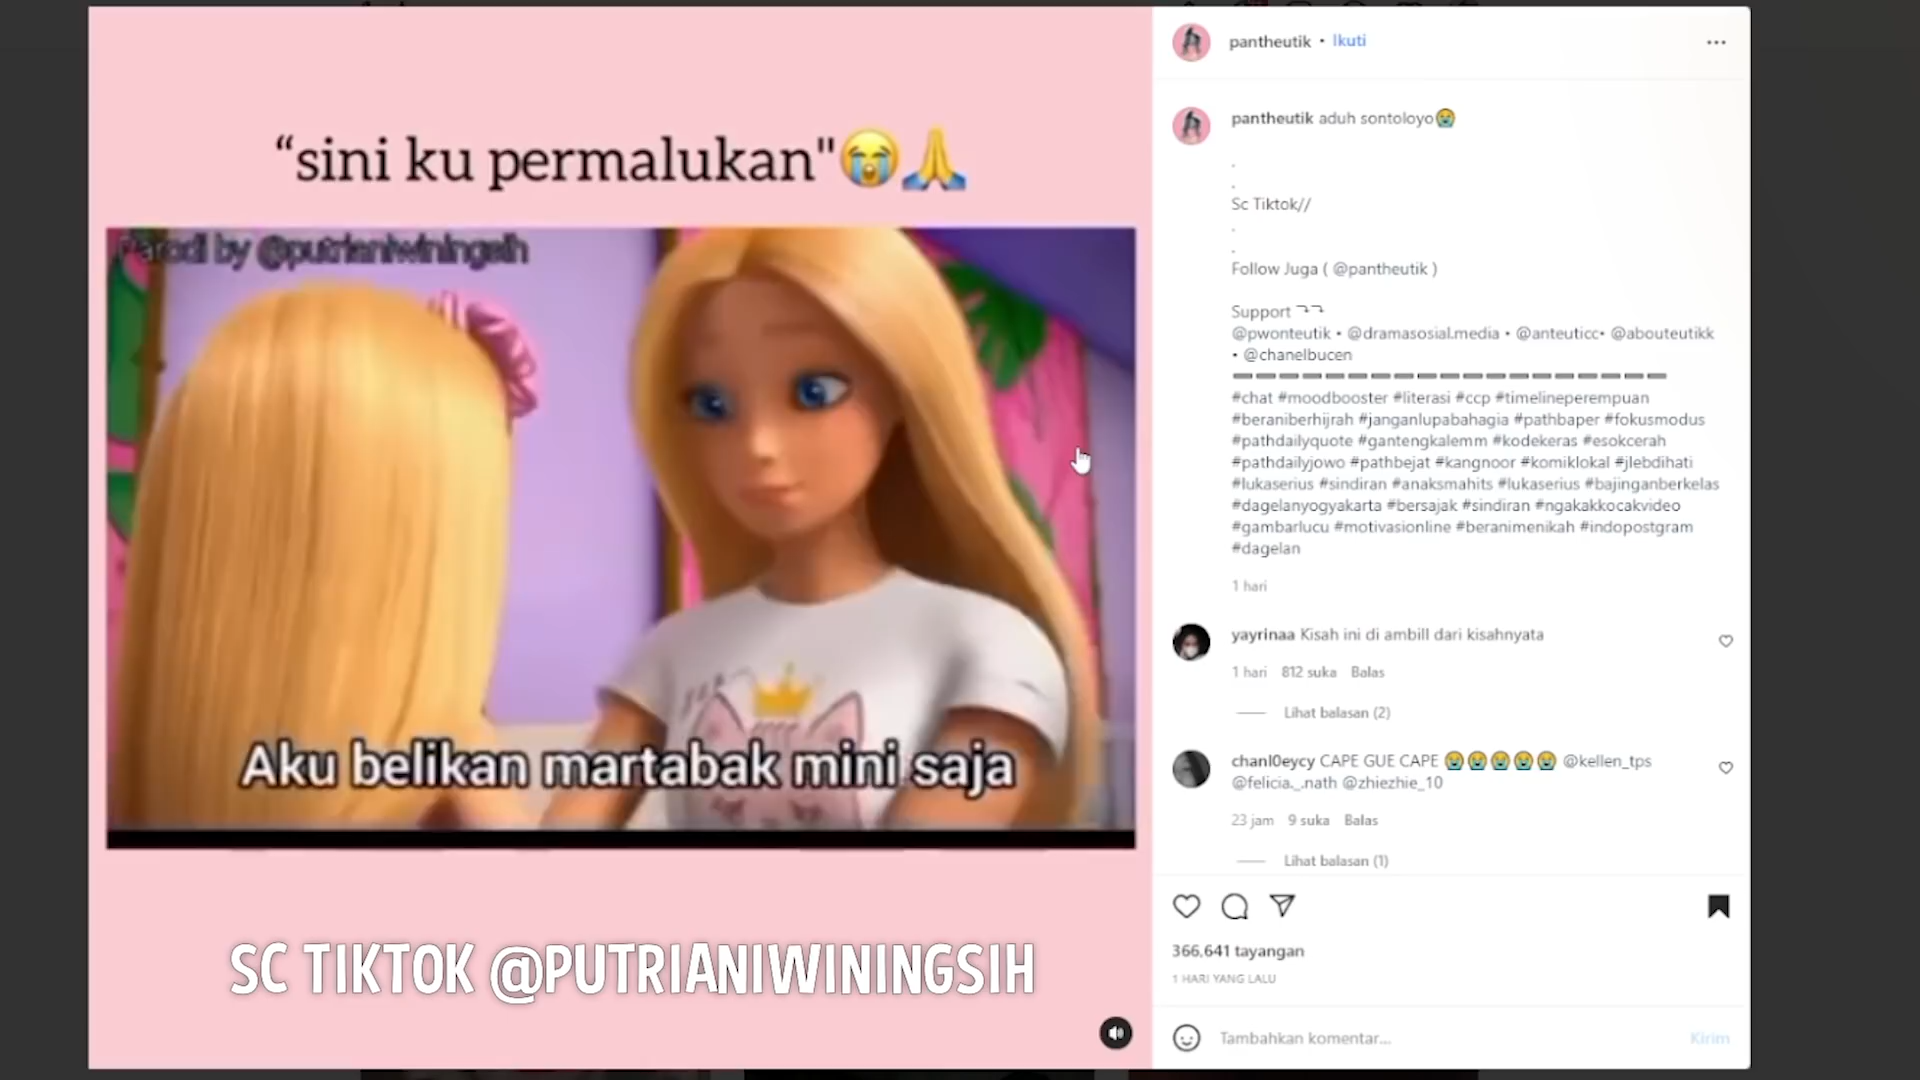 “sini ku permalukan"😭🙏
Parodi by @putrianiwiningsih
Aku belikan martabak mini saja
SC TIKTOK @PUTRIANIWININGSIH
pantheutik • Ikuti
pantheutik aduh sontoloyo😭
.
.
Sc Tiktok//
.
.
Follow Juga ( @pantheutik )
Support
@pwonteutik • @dramasosial.media • @anteuticc• @abouteutikk
• @chanelbucen
#chat #moodbooster #literasi #ccp #timelineperempuan
#beraniberhijrah #janganlupabahagia #pathbaper #fokusmodus
#pathdailyquote #gantengkalemm #kodekeras #esokcerah
#pathdailyjowo #pathbejat #kangnoor #komiklokal #jlebdihati
#lukaserius #sindiran #anaksmahits #lukaserius #bajinganberkelas
#dagelanyogyakarta #bersajak #sindiran #ngakakkocakvideo
#gambarlucu #motivasionline #beranimenikah #indopostgram
#dagelan
1 hari
yayrinaa Kisah ini di ambill dari kisahnyata
1 hari 812 suka Balas
Lihat balasan (2)
chanl0eycy CAPE GUE CAPE 😭😭😭😭😭 @kellen_tps
@felicia._.nath @zhiezhie_10
23 jam 9 suka Balas
Lihat balasan (1)
366,641 tayangan
1 HARI YANG LALU
Tambahkan komentar...
Kirim